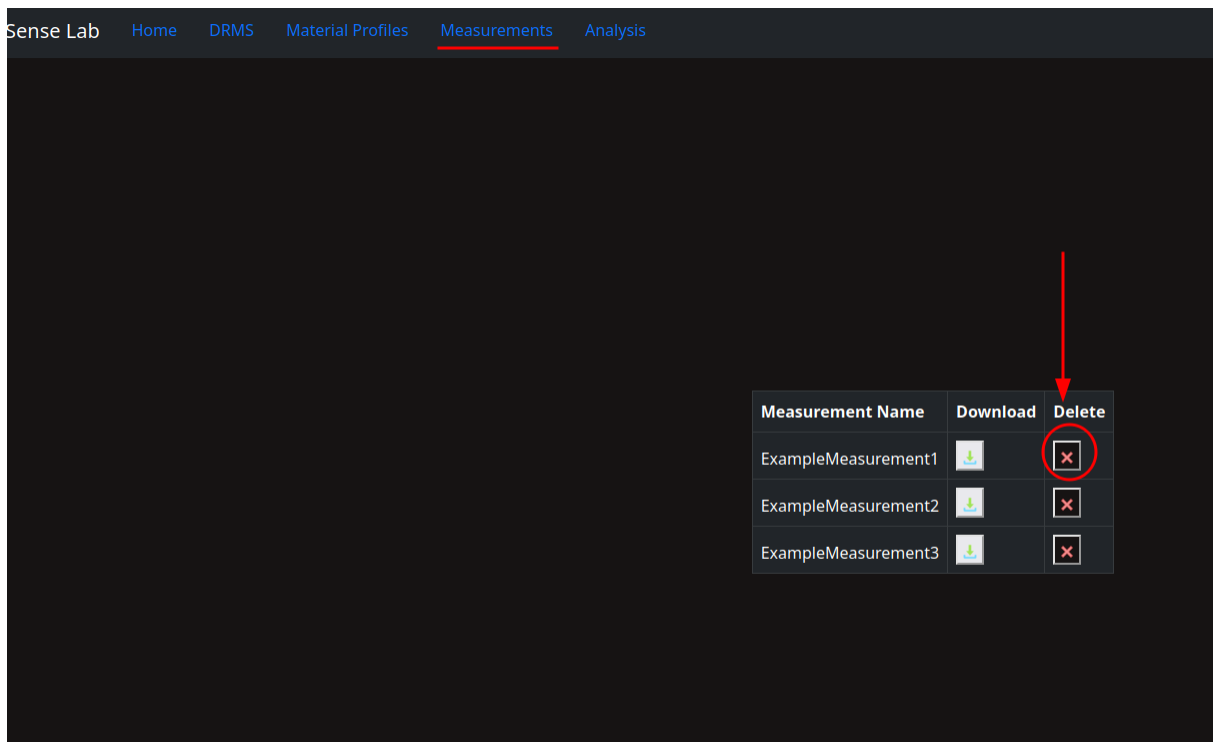 Sense Lab Home DRMS Material Profiles Measurements Analysis
Measurement Name Download Delete
ExampleMeasurement1
ExampleMeasurement2
ExampleMeasurement3